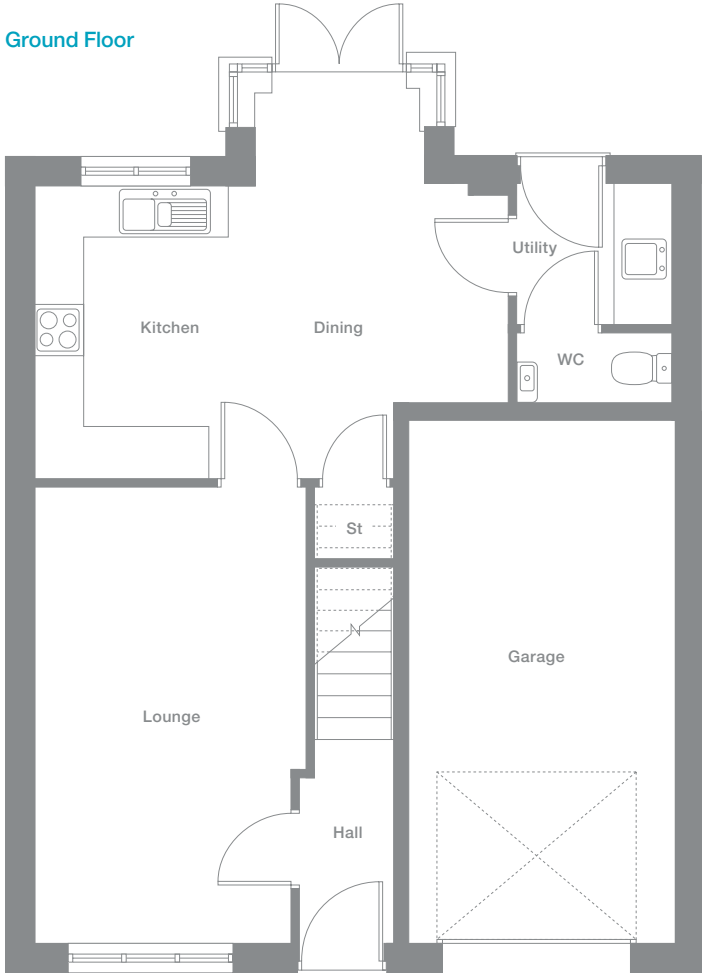 Ground Floor
Utility
Kitchen
Dining
WC
St
Garage
Lounge
Hall